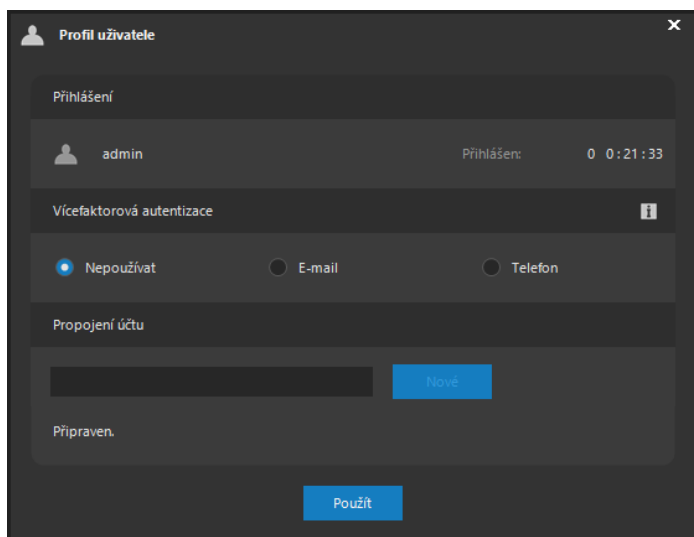 Profil uživatele
Přihlášení
admin Přihlášen: 0 0:21:33
Vícefaktorová autentizace
Nepoužívat E-mail Telefon
Propojení účtu
Nové
Připraven.
Použít